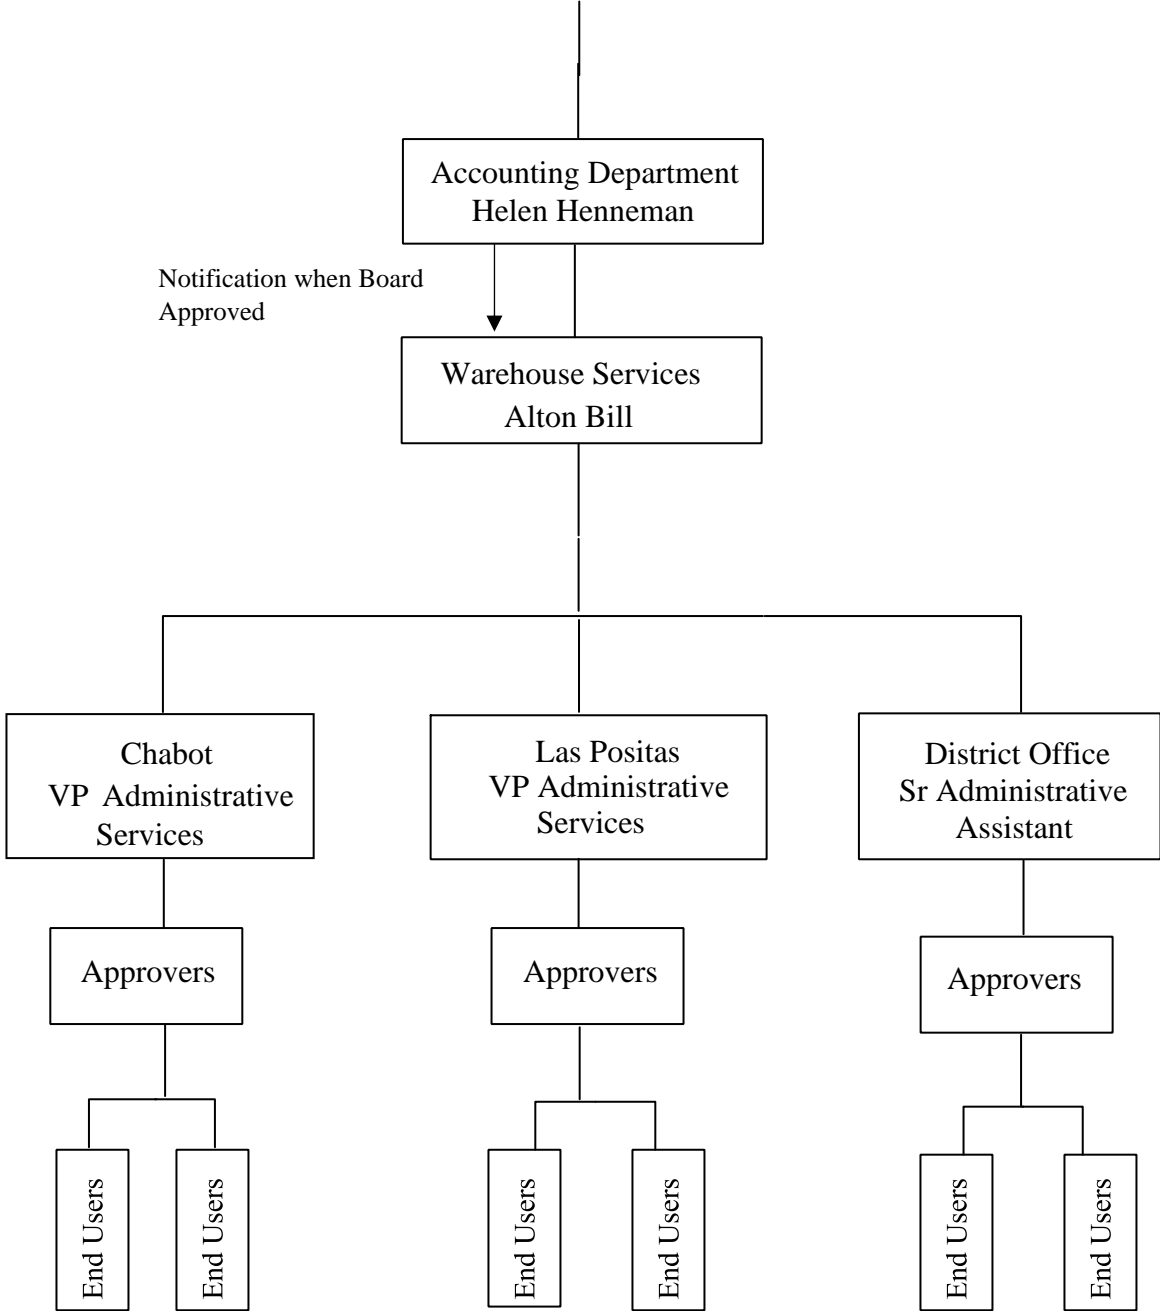 Accounting Department
Helen Henneman
Notification when Board
Approved
Warehouse Services
Alton Bill
Chabot
VP Administrative
Services
Las Positas
VP Administrative
Services
District Office
Sr Administrative
Assistant
Approvers
Approvers
Approvers
End Users
End Users
End Users
End Users
End Users
End Users